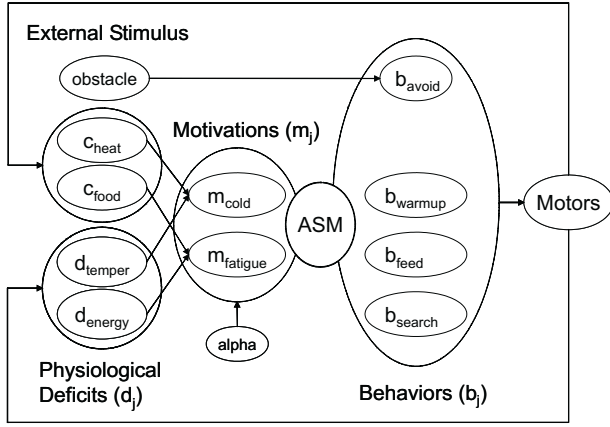 External Stimulus
obstacle
b_avoid
Motivations (m_j)
c_heat
c_food
m_cold
m_fatigue
ASM
b_warmup
b_feed
b_search
Motors
d_temper
d_energy
alpha
Physiological
Deficits (d_j)
Behaviors (b_j)